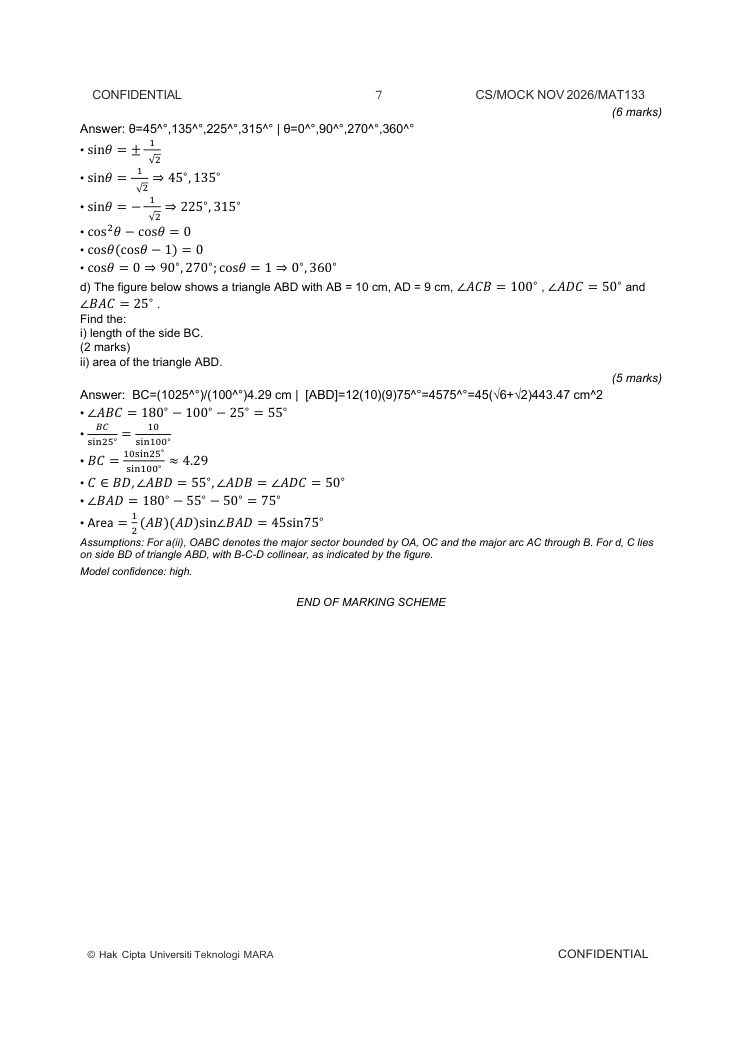 CONFIDENTIAL 7 CS/MOCK NOV 2026/MAT133
(6 marks)
Answer: θ=45^°,135^°,225^°,315^° | θ=0^°,90^°,270^°,360^°
• sinθ = ± 1/√2
• sinθ = 1/√2 ⇒ 45°, 135°
• sinθ = − 1/√2 ⇒ 225°, 315°
• cos²θ − cosθ = 0
• cosθ(cosθ − 1) = 0
• cosθ = 0 ⇒ 90°, 270°; cosθ = 1 ⇒ 0°, 360°
d) The figure below shows a triangle ABD with AB = 10 cm, AD = 9 cm, ∠ACB = 100° , ∠ADC = 50° and
∠BAC = 25° .
Find the:
i) length of the side BC.
(2 marks)
ii) area of the triangle ABD.
(5 marks)
Answer: BC=(1025^°)/(100^°)4.29 cm | [ABD]=12(10)(9)75^°=4575^°=45(√6+√2)443.47 cm^2
• ∠ABC = 180° − 100° − 25° = 55°
• BC/sin25° = 10/sin100°
• BC = 10sin25°/sin100° ≈ 4.29
• C ∈ BD, ∠ABD = 55°, ∠ADB = ∠ADC = 50°
• ∠BAD = 180° − 55° − 50° = 75°
• Area = 1/2 (AB)(AD)sin∠BAD = 45sin75°
Assumptions: For a(ii), OABC denotes the major sector bounded by OA, OC and the major arc AC through B. For d, C lies
on side BD of triangle ABD, with B-C-D collinear, as indicated by the figure.
Model confidence: high.
END OF MARKING SCHEME
© Hak Cipta Universiti Teknologi MARA CONFIDENTIAL